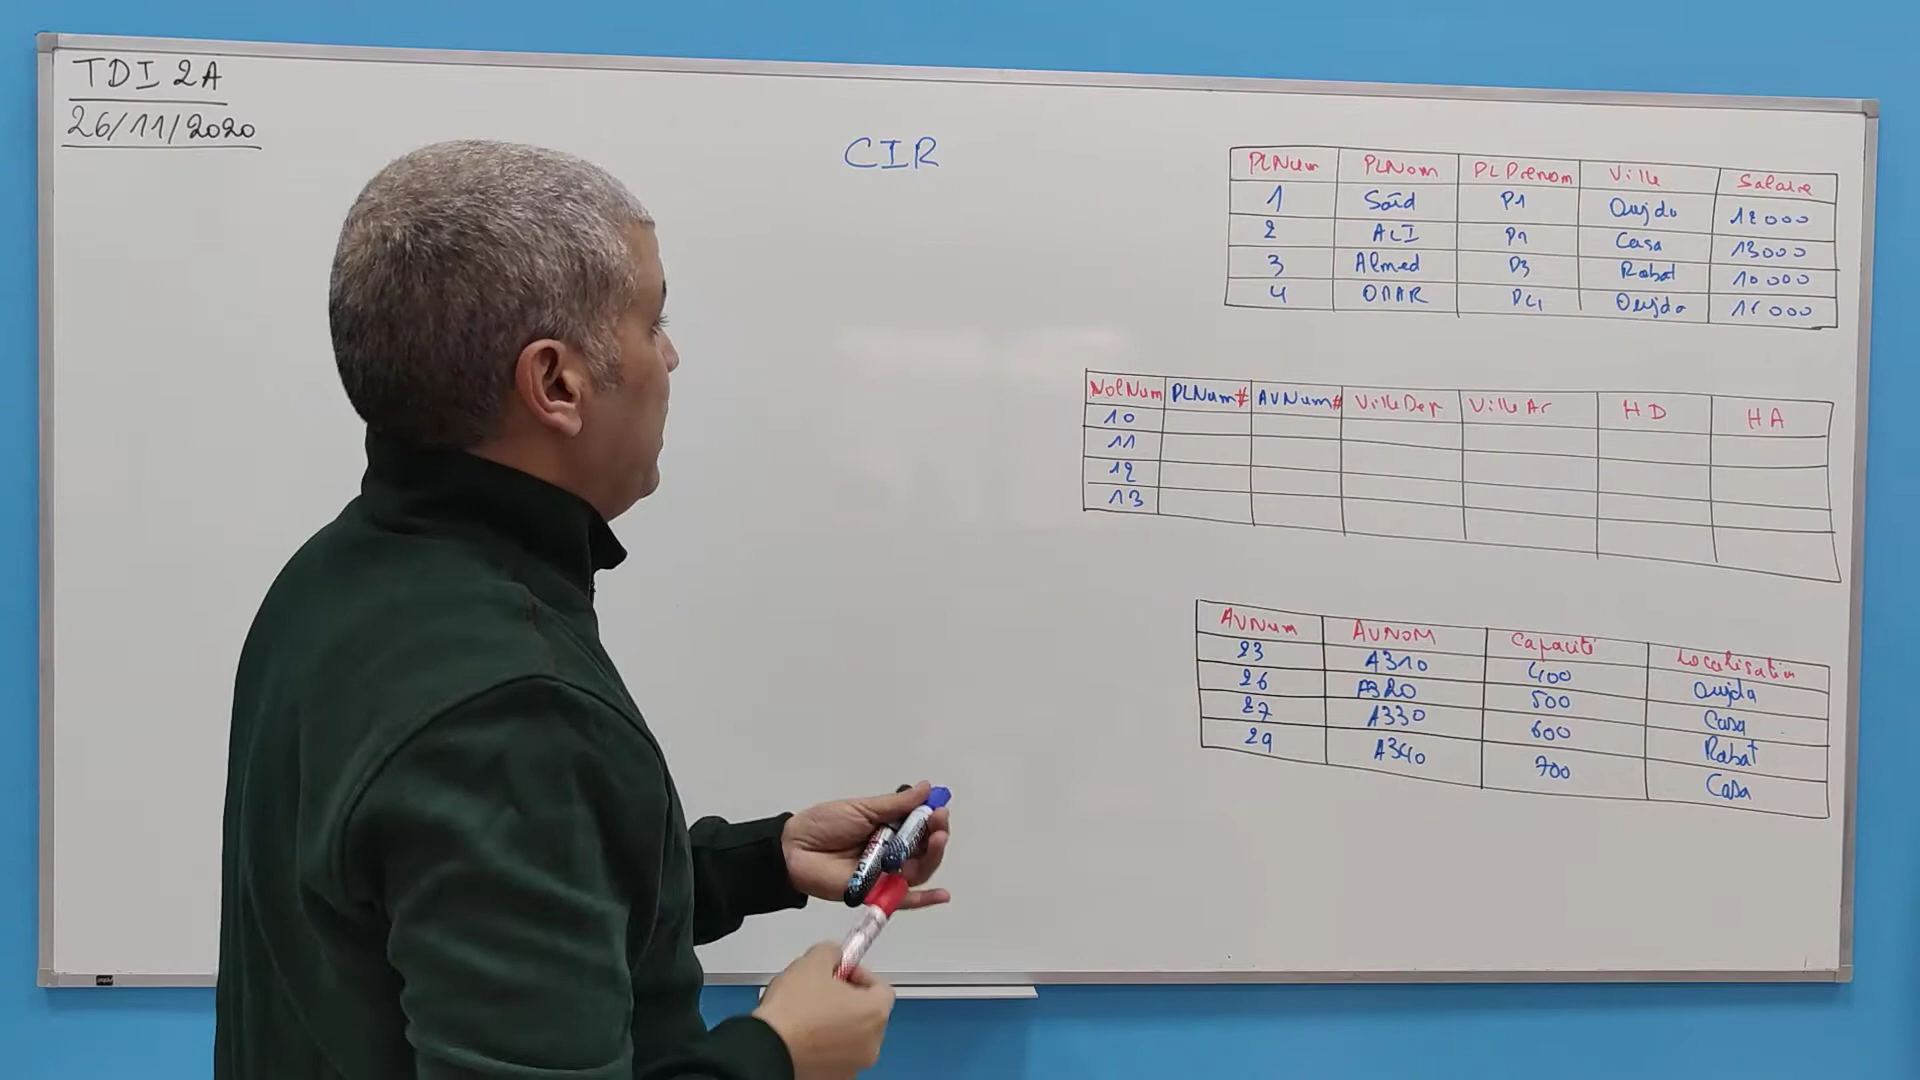 TDI 2A
26/11/2020
CIR
PLNum PLNom PLPrenom Ville Salaire
1 Saïd P1 Oujda 12000
2 ALI Casa 13000
3 Ahmed P3 Rabat 10000
4 OMAR P4 Oujda
VolNum PLNum# AVNum# VilleDep VilleAr HD HA
10
11
12
13
AVNum AVNOM Capacité Localisation
23 A310 400 Oujda
26 A320 500 Casa
27 A330 600 Rabat
29 A340 700 Casa